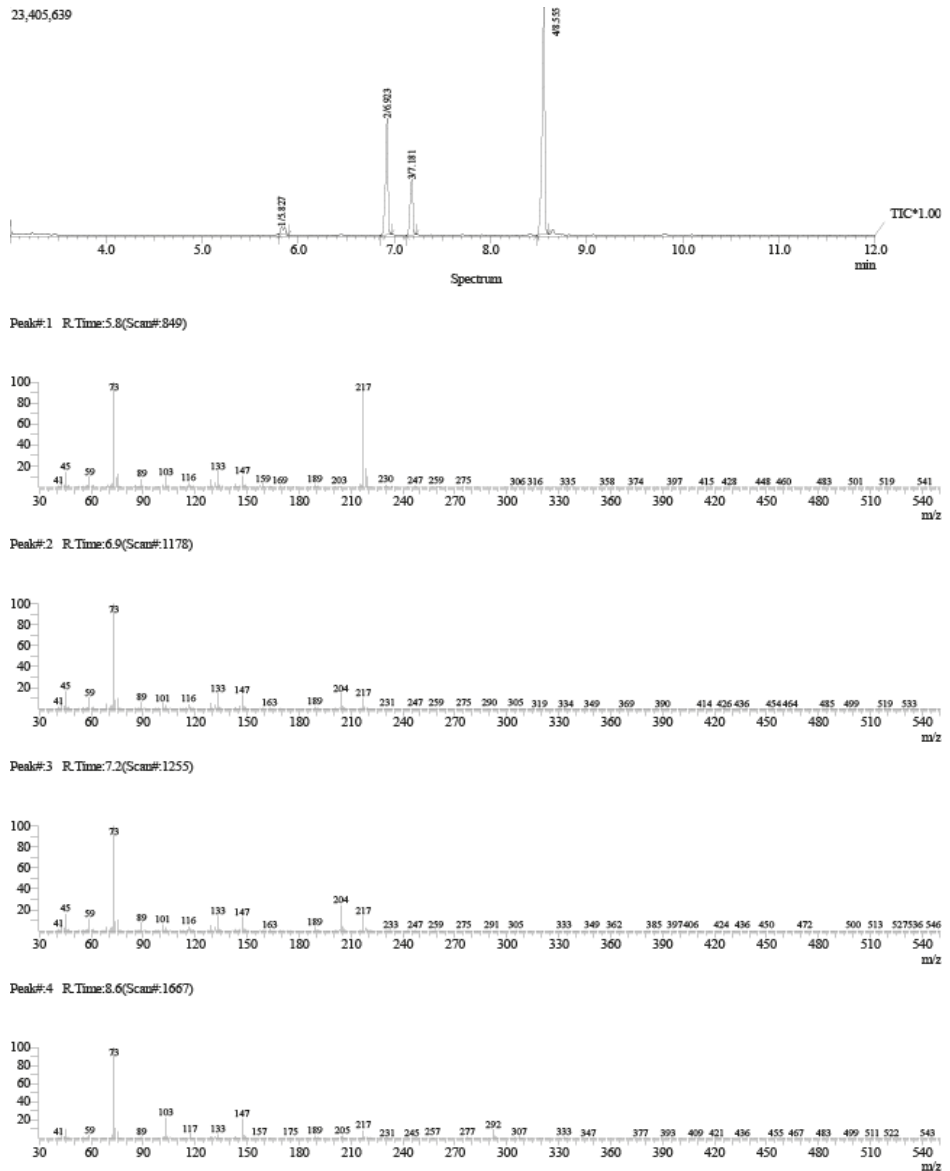 23,405,639
4/8.555
2/6.923
3/7.181
1/5.827
TIC*1.00
4.0 5.0 6.0 7.0 8.0 9.0 10.0 11.0 12.0
min
Spectrum
Peak#:1 R.Time:5.8(Scan#:849)
100
80
60
40
20
73 217
45 59 89 103 116 133 147 159 169 189 203 230 247 259 275 306 316 335 358 374 397 415 428 448 460 483 501 519 541
41
30 60 90 120 150 180 210 240 270 300 330 360 390 420 450 480 510 540
m/z
Peak#:2 R.Time:6.9(Scan#:1178)
100
80
60
40
20
73
45 59 89 101 116 133 147 163 189 204 217 231 247 259 275 290 305 319 334 349 369 390 414 426 436 454 464 485 499 519 533
41
30 60 90 120 150 180 210 240 270 300 330 360 390 420 450 480 510 540
m/z
Peak#:3 R.Time:7.2(Scan#:1255)
100
80
60
40
20
73
45 59 89 101 116 133 147 163 189 204 217 233 247 259 275 291 305 333 349 362 385 397 406 424 436 450 472 500 513 527 536 546
41
30 60 90 120 150 180 210 240 270 300 330 360 390 420 450 480 510 540
m/z
Peak#:4 R.Time:8.6(Scan#:1667)
100
80
60
40
20
73
41 59 89 103 117 133 147 157 175 189 205 217 231 245 257 277 292 307 333 347 377 393 409 421 436 455 467 483 499 511 522 543
30 60 90 120 150 180 210 240 270 300 330 360 390 420 450 480 510 540
m/z